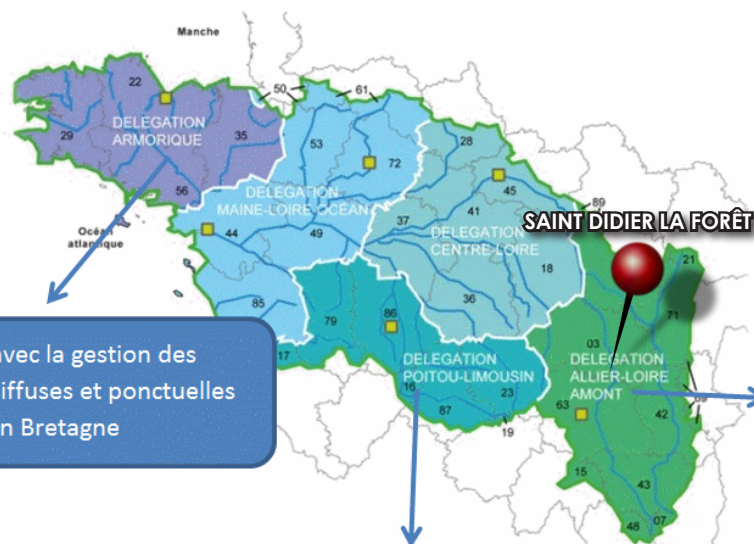 Manche
50
61
22
DELEGATION
ARMORIQUE
29
35
53
28
72
56
DELEGATION
MAINE-LOIRE-OCÉAN
45
89
41
37
SAINT DIDIER LA FORÊT
Océan
atlantique
44
49
DELEGATION
CENTRE-LOIRE
21
18
36
85
71
79
86
03
avec la gestion des
iffuses et ponctuelles
n Bretagne
17
DELEGATION
POITOU-LIMOUSIN
DELEGATION
ALLIER-LOIRE
AMONT
16
23
69
87
63
42
19
15
43
48
07